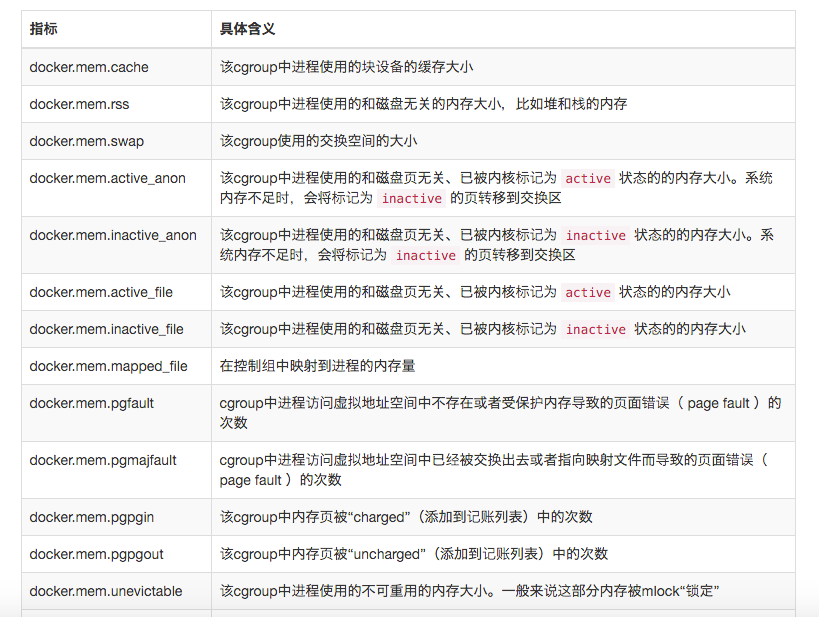 指标 具体含义
docker.mem.cache 该cgroup中进程使用的块设备的缓存大小
docker.mem.rss 该cgroup中进程使用的和磁盘无关的内存大小，比如堆和栈的内存
docker.mem.swap 该cgroup使用的交换空间的大小
docker.mem.active_anon 该cgroup中进程使用的和磁盘页无关、已被内核标记为 active 状态的的内存大小。系统
内存不足时，会将标记为 inactive 的页转移到交换区
docker.mem.inactive_anon 该cgroup中进程使用的和磁盘页无关、已被内核标记为 inactive 状态的的内存大小。系
统内存不足时，会将标记为 inactive 的页转移到交换区
docker.mem.active_file 该cgroup中进程使用的和磁盘页无关、已被内核标记为 active 状态的的内存大小
docker.mem.inactive_file 该cgroup中进程使用的和磁盘页无关、已被内核标记为 inactive 状态的的内存大小
docker.mem.mapped_file 在控制组中映射到进程的内存量
docker.mem.pgfault cgroup中进程访问虚拟地址空间中不存在或者受保护内存导致的页面错误（ page fault ）的
次数
docker.mem.pgmajfault cgroup中进程访问虚拟地址空间中已经被交换出去或者指向映射文件而导致的页面错误（
page fault ）的次数
docker.mem.pgpgin 该cgroup中内存页被“charged”（添加到记账列表）中的次数
docker.mem.pgpgout 该cgroup中内存页被“uncharged”（添加到记账列表）中的次数
docker.mem.unevictable 该cgroup中进程使用的不可重用的内存大小。一般来说这部分内存被mlock“锁定”